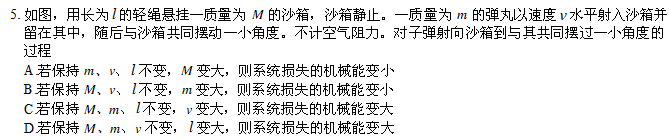 5. 如图，用长为 l 的轻绳悬挂一质量为 M 的沙箱，沙箱静止。一质量为 m 的弹丸以速度 v 水平射入沙箱并
留在其中，随后与沙箱共同摆动一小角度。不计空气阻力。对子弹射向沙箱到与其共同摆过一小角度的
过程
A.若保持 m、v、l 不变，M 变大，则系统损失的机械能变小
B.若保持 M、v、l 不变，m 变大，则系统损失的机械能变小
C.若保持 M、m、l 不变，v 变大，则系统损失的机械能变大
D.若保持 M、m、v 不变，l 变大，则系统损失的机械能变大